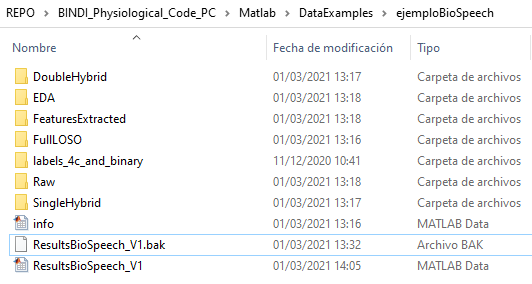 REPO > BINDI_Physiological_Code_PC > Matlab > DataExamples > ejemploBioSpeech
Nombre Fecha de modificación Tipo
DoubleHybrid 01/03/2021 13:17 Carpeta de archivos
EDA 01/03/2021 13:18 Carpeta de archivos
FeaturesExtracted 01/03/2021 13:18 Carpeta de archivos
FullLOSO 01/03/2021 13:16 Carpeta de archivos
labels_4c_and_binary 11/12/2020 10:41 Carpeta de archivos
Raw 01/03/2021 13:18 Carpeta de archivos
SingleHybrid 01/03/2021 13:17 Carpeta de archivos
info 01/03/2021 13:16 MATLAB Data
ResultsBioSpeech_V1.bak 01/03/2021 13:32 Archivo BAK
ResultsBioSpeech_V1 01/03/2021 14:05 MATLAB Data